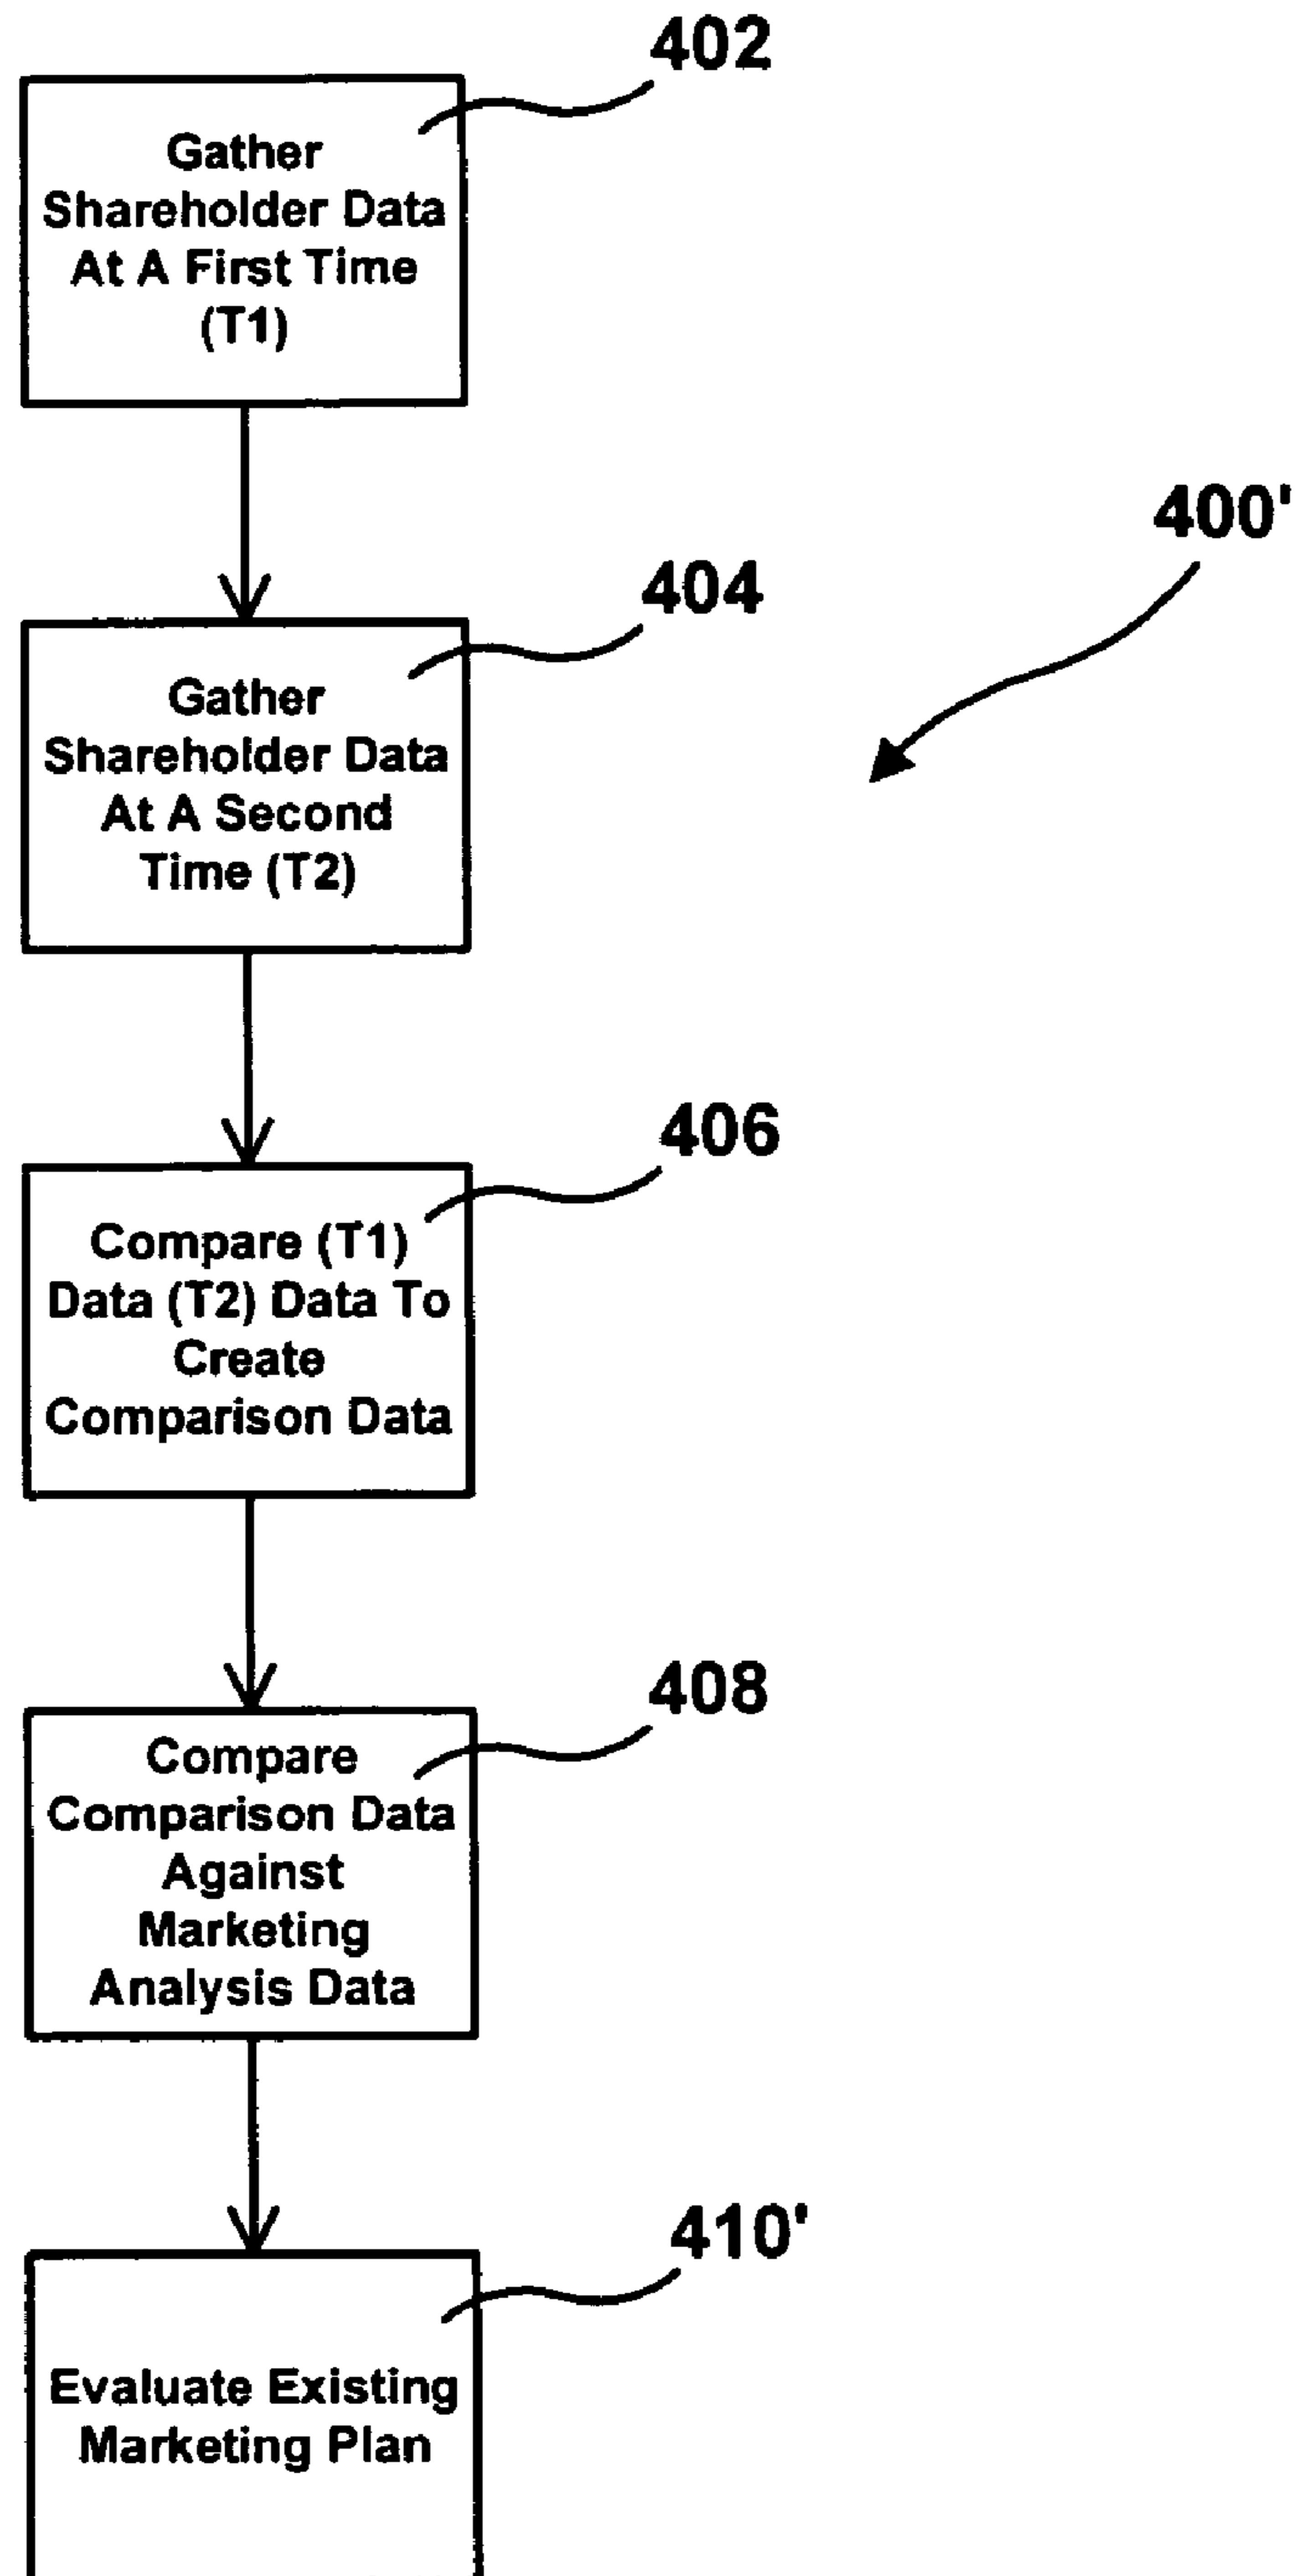 402
Gather
Shareholder Data
At A First Time
(T1)
400'
404
Gather
Shareholder Data
At A Second
Time (T2)
406
Compare (T1)
Data (T2) Data To
Create
Comparison Data
408
Compare
Comparison Data
Against
Marketing
Analysis Data
410'
Evaluate Existing
Marketing Plan